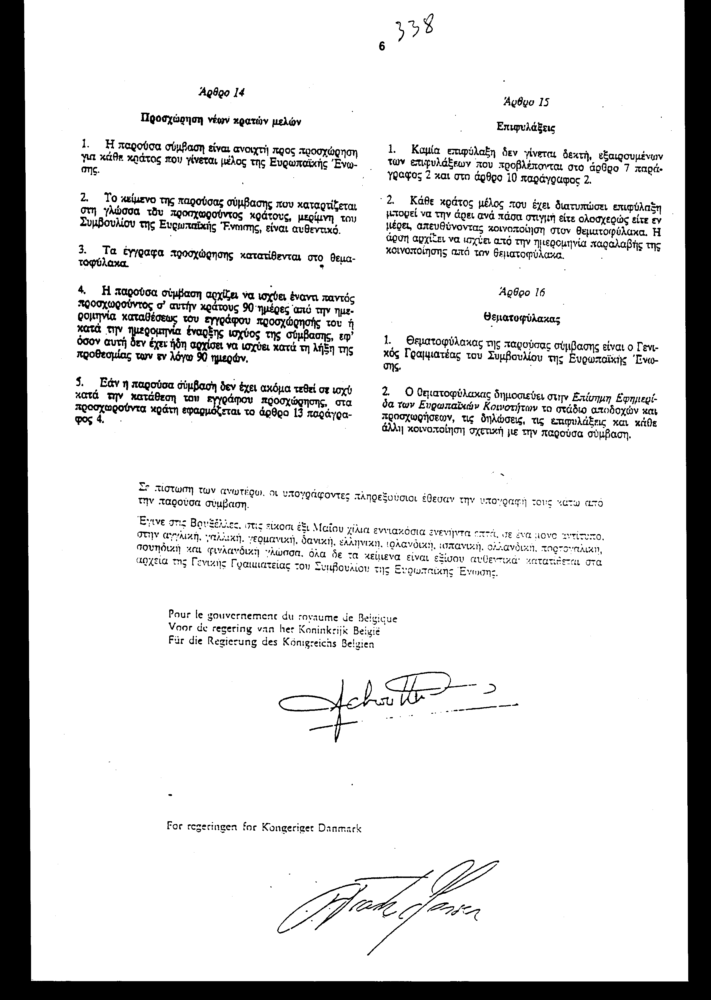 338
6
Άρθρο 14
Προσχώρηση νέων κρατών μελών
1. Η παρούσα σύμβαση είναι ανοιχτή προς προσχώρηση
για κάθε κράτος που γίνεται μέλος της Ευρωπαϊκής Ένω-
σης.
2. Το κείμενο της παρούσας σύμβασης που καταρτίζεται
στη γλώσσα του προσχωρούντος κράτους, μερίμνη του
Συμβουλίου της Ευρωπαϊκής Ένωσης, είναι αυθεντικό.
3. Τα έγγραφα προσχώρησης κατατίθενται στο θεμα-
τοφύλακα.
4. Η παρούσα σύμβαση αρχίζει να ισχύει έναντι παντός
προσχωρούντος σ' αυτήν κράτους 90 ημέρες από την ημε-
ρομηνία καταθέσεως του εγγράφου προσχώρησής του ή
κατά την ημερομηνία έναρξης ισχύος της σύμβασης, εφ'
όσον αυτή δεν έχει ήδη αρχίσει να ισχύει κατά τη λήξη της
προθεσμίας των εν λόγω 90 ημερών.
5. Εάν η παρούσα σύμβαση δεν έχει ακόμα τεθεί σε ισχύ
κατά την κατάθεση του εγγράφου προσχώρησης, στα
προσχωρούντα κράτη εφαρμόζεται το άρθρο 13 παράγρα-
φος 4.
Άρθρο 15
Επιφυλάξεις
1. Καμία επιφύλαξη δεν γίνεται δεκτή, εξαιρουμένων
των επιφυλάξεων που προβλέπονται στο άρθρο 7 παρά-
γραφος 2 και στο άρθρο 10 παράγραφος 2.
2. Κάθε κράτος μέλος που έχει διατυπώσει επιφύλαξη
μπορεί να την άρει ανά πάσα στιγμή είτε ολοσχερώς είτε εν
μέρει, απευθύνοντας κοινοποίηση στον θεματοφύλακα. Η
άρση αρχίζει να ισχύει από την ημερομηνία παραλαβής της
κοινοποίησης από τον θεματοφύλακα.
Άρθρο 16
Θεματοφύλακας
1. Θεματοφύλακας της παρούσας σύμβασης είναι ο Γενι-
κός Γραμματέας του Συμβουλίου της Ευρωπαϊκής Ένω-
σης.
2. Ο θεματοφύλακας δημοσιεύει στην Επίσημη Εφημερί-
δα των Ευρωπαϊκών Κοινοτήτων το στάδιο αποδοχών και
προσχωρήσεων, τις δηλώσεις, τις επιφυλάξεις και κάθε
άλλη κοινοποίηση σχετική με την παρούσα σύμβαση.
Σε πίστωση των ανωτέρω, οι υπογράφοντες πληρεξούσιοι έθεσαν την υπογραφή τους κάτω από
την παρούσα σύμβαση.
Έγινε στις Βρυξέλλες, στις είκοσι έξι Μαΐου χίλια εννιακόσια ενενήντα επτά, σε ένα μόνο αντίτυπο,
στην αγγλική, γαλλική, γερμανική, δανική, ελληνική, ιρλανδική, ισπανική, ολλανδική, πορτογαλική,
σουηδική και φινλανδική γλώσσα, όλα δε τα κείμενα είναι εξίσου αυθεντικά· κατατίθεται στα
αρχεία της Γενικής Γραμματείας του Συμβουλίου της Ευρωπαϊκής Ένωσης.
Pour le gouvernement du royaume de Belgique
Voor de regering van het Koninkrijk België
Für die Regierung des Königreichs Belgien
For regeringen for Kongeriget Danmark